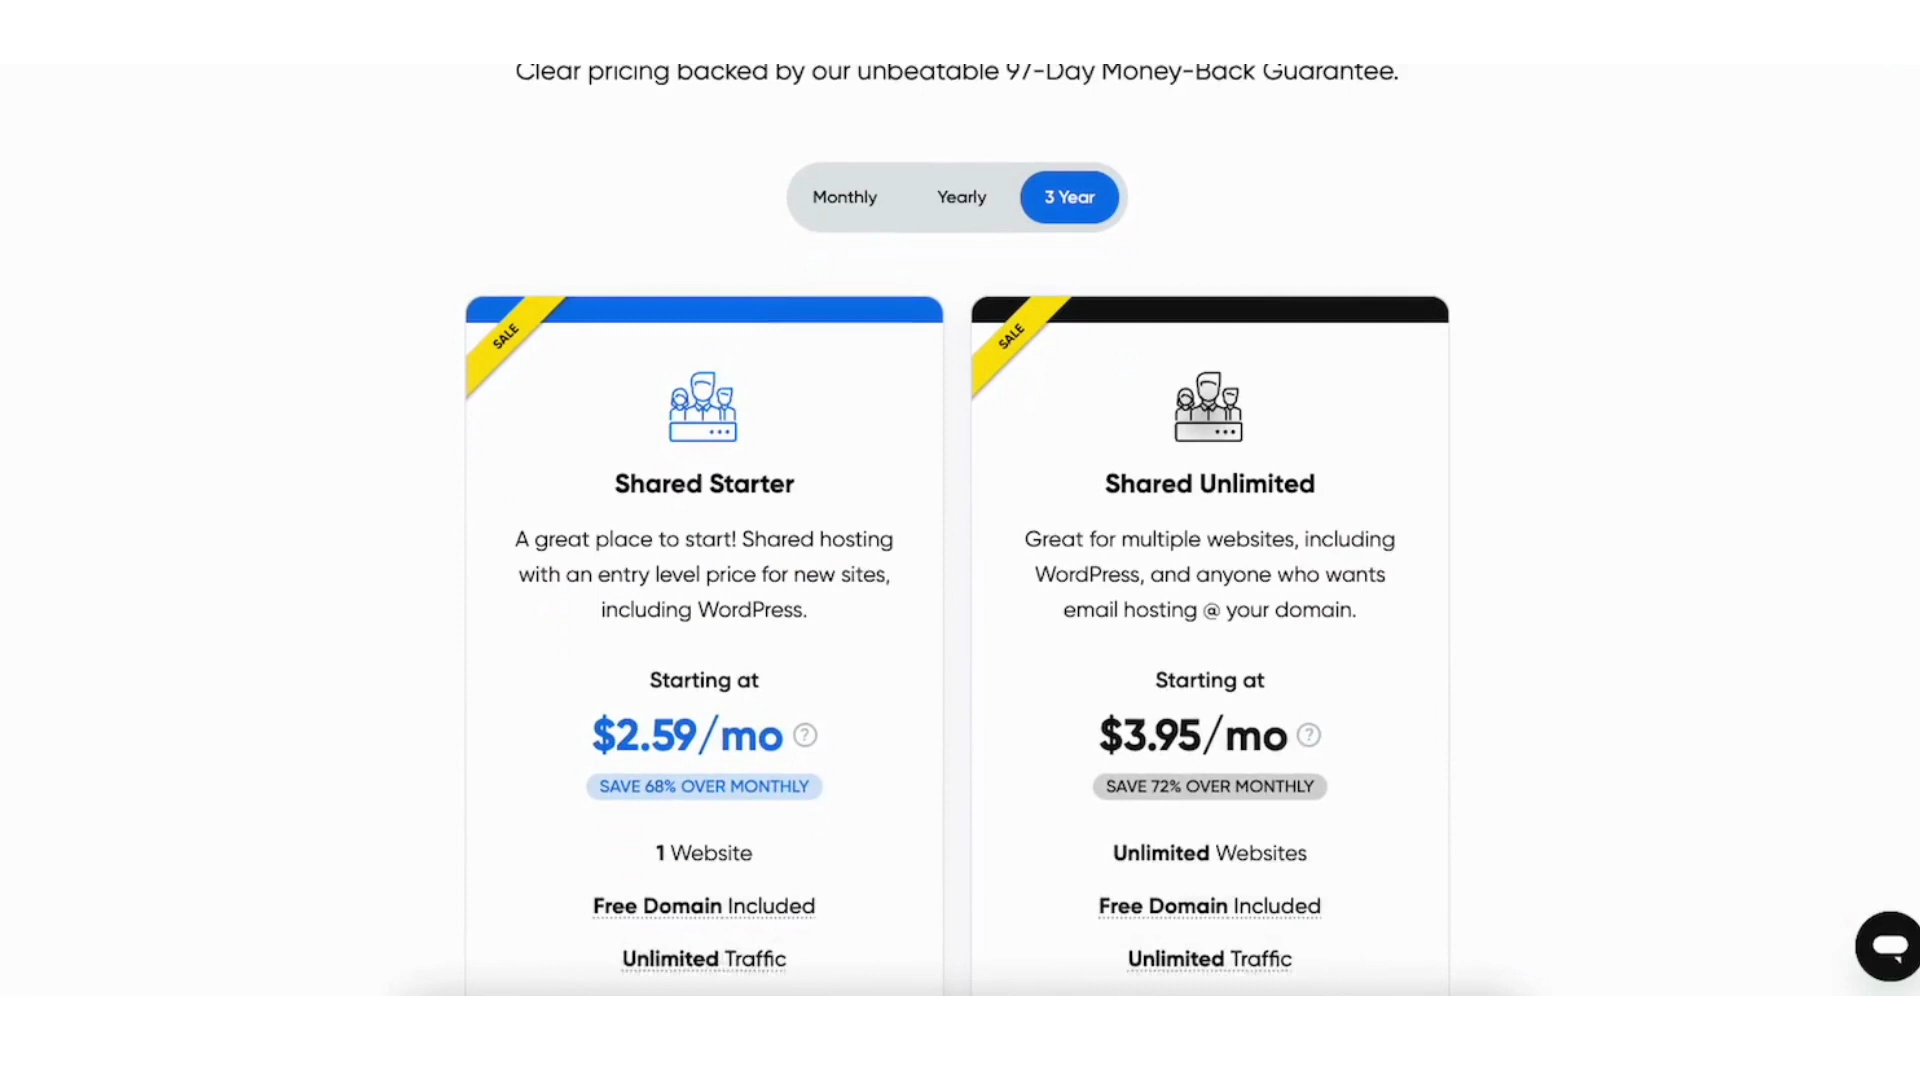 Clear pricing backed by our unbeatable 97-Day Money-Back Guarantee.
Monthly
Yearly
3 Year
SALE
Shared Starter
A great place to start! Shared hosting
with an entry level price for new sites,
including WordPress.
Starting at
$2.59/mo ?
SAVE 68% OVER MONTHLY
1 Website
Free Domain Included
Unlimited Traffic
SALE
Shared Unlimited
Great for multiple websites, including
WordPress, and anyone who wants
email hosting @ your domain.
Starting at
$3.95/mo ?
SAVE 72% OVER MONTHLY
Unlimited Websites
Free Domain Included
Unlimited Traffic